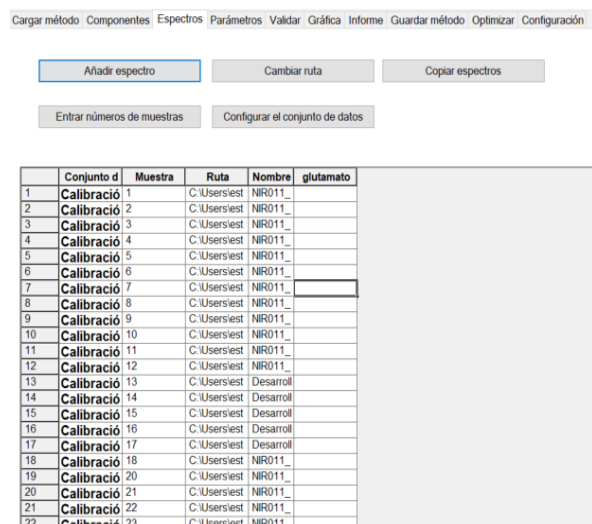 Cargar método Componentes Espectros Parámetros Validar Gráfica Informe Guardar método Optimizar Configuración
Añadir espectro Cambiar ruta Copiar espectros
Entrar números de muestras Configurar el conjunto de datos
Conjunto d Muestra Ruta Nombre glutamato
1 Calibració 1 C:\Users\est NIR011_
2 Calibració 2 C:\Users\est NIR011_
3 Calibració 3 C:\Users\est NIR011_
4 Calibració 4 C:\Users\est NIR011_
5 Calibració 5 C:\Users\est NIR011_
6 Calibració 6 C:\Users\est NIR011_
7 Calibració 7 C:\Users\est NIR011_
8 Calibració 8 C:\Users\est NIR011_
9 Calibració 9 C:\Users\est NIR011_
10 Calibració 10 C:\Users\est NIR011_
11 Calibració 11 C:\Users\est NIR011_
12 Calibració 12 C:\Users\est NIR011_
13 Calibració 13 C:\Users\est Desarroll
14 Calibració 14 C:\Users\est Desarroll
15 Calibració 15 C:\Users\est Desarroll
16 Calibració 16 C:\Users\est Desarroll
17 Calibració 17 C:\Users\est Desarroll
18 Calibració 18 C:\Users\est NIR011_
19 Calibració 20 C:\Users\est NIR011_
20 Calibració 21 C:\Users\est NIR011_
21 Calibració 22 C:\Users\est NIR011_
22 Calibració 23 C:\Users\est NIR011